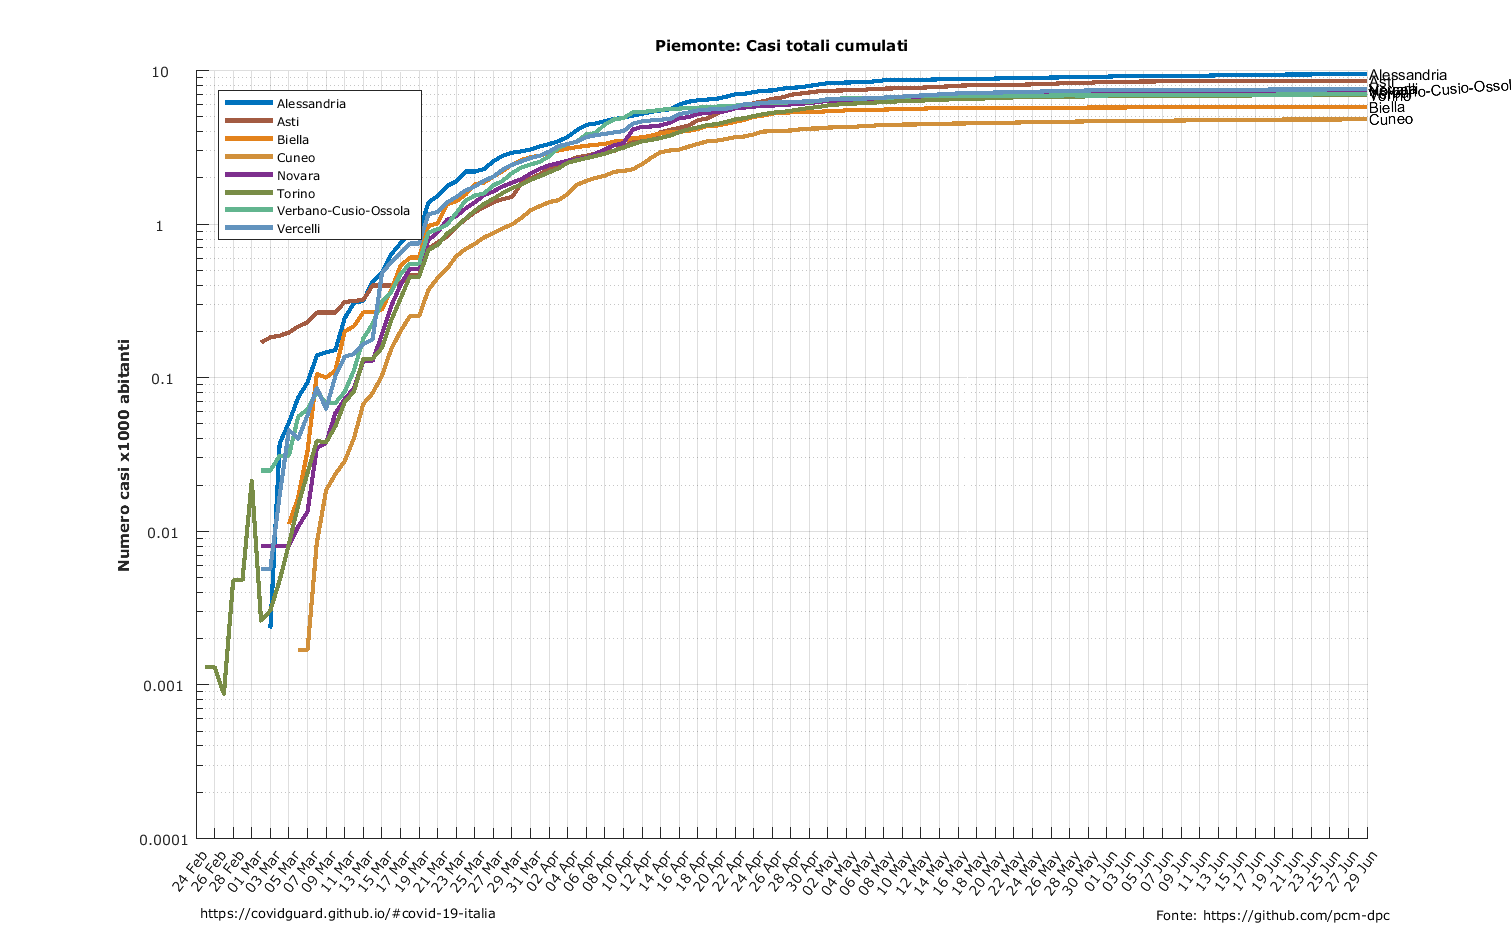 Piemonte: Casi totali cumulati
10
1
0.1
0.01
0.001
0.0001
Numero casi x1000 abitanti
Alessandria
Asti
Biella
Cuneo
Novara
Torino
Verbano-Cusio-Ossola
Vercelli
Alessandria
Asti
Verbano-Cusio-Ossola
Torino
Biella
Cuneo
24 Feb
26 Feb
28 Feb
01 Mar
03 Mar
05 Mar
07 Mar
09 Mar
11 Mar
13 Mar
15 Mar
17 Mar
19 Mar
21 Mar
23 Mar
25 Mar
27 Mar
29 Mar
31 Mar
02 Apr
04 Apr
06 Apr
08 Apr
10 Apr
12 Apr
14 Apr
16 Apr
18 Apr
20 Apr
22 Apr
24 Apr
26 Apr
28 Apr
30 Apr
02 May
04 May
06 May
08 May
10 May
12 May
14 May
16 May
18 May
20 May
22 May
24 May
26 May
28 May
30 May
01 Jun
03 Jun
05 Jun
07 Jun
09 Jun
11 Jun
13 Jun
15 Jun
17 Jun
19 Jun
21 Jun
23 Jun
25 Jun
27 Jun
29 Jun
https://covidguard.github.io/#covid-19-italia
Fonte: https://github.com/pcm-dpc